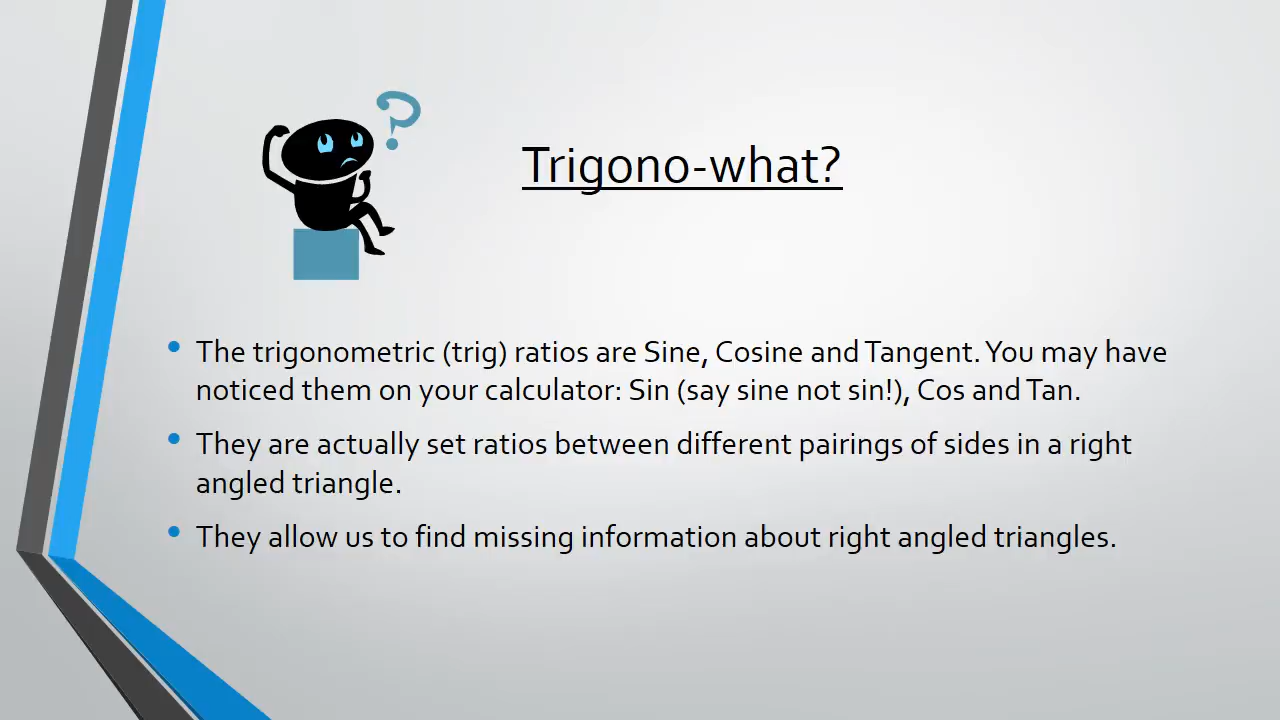 ?
Trigono-what?
• The trigonometric (trig) ratios are Sine, Cosine and Tangent. You may have
noticed them on your calculator: Sin (say sine not sin!), Cos and Tan.
• They are actually set ratios between different pairings of sides in a right
angled triangle.
• They allow us to find missing information about right angled triangles.